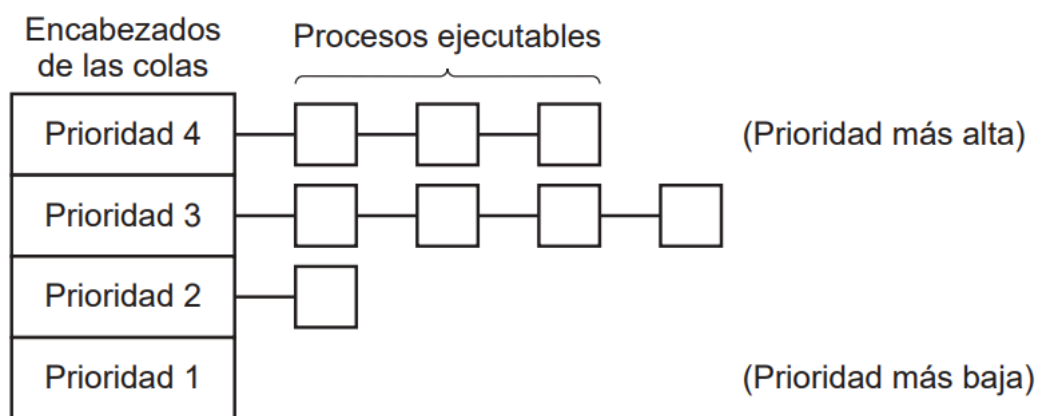 Encabezados
de las colas
Procesos ejecutables
Prioridad 4
(Prioridad más alta)
Prioridad 3
Prioridad 2
Prioridad 1
(Prioridad más baja)